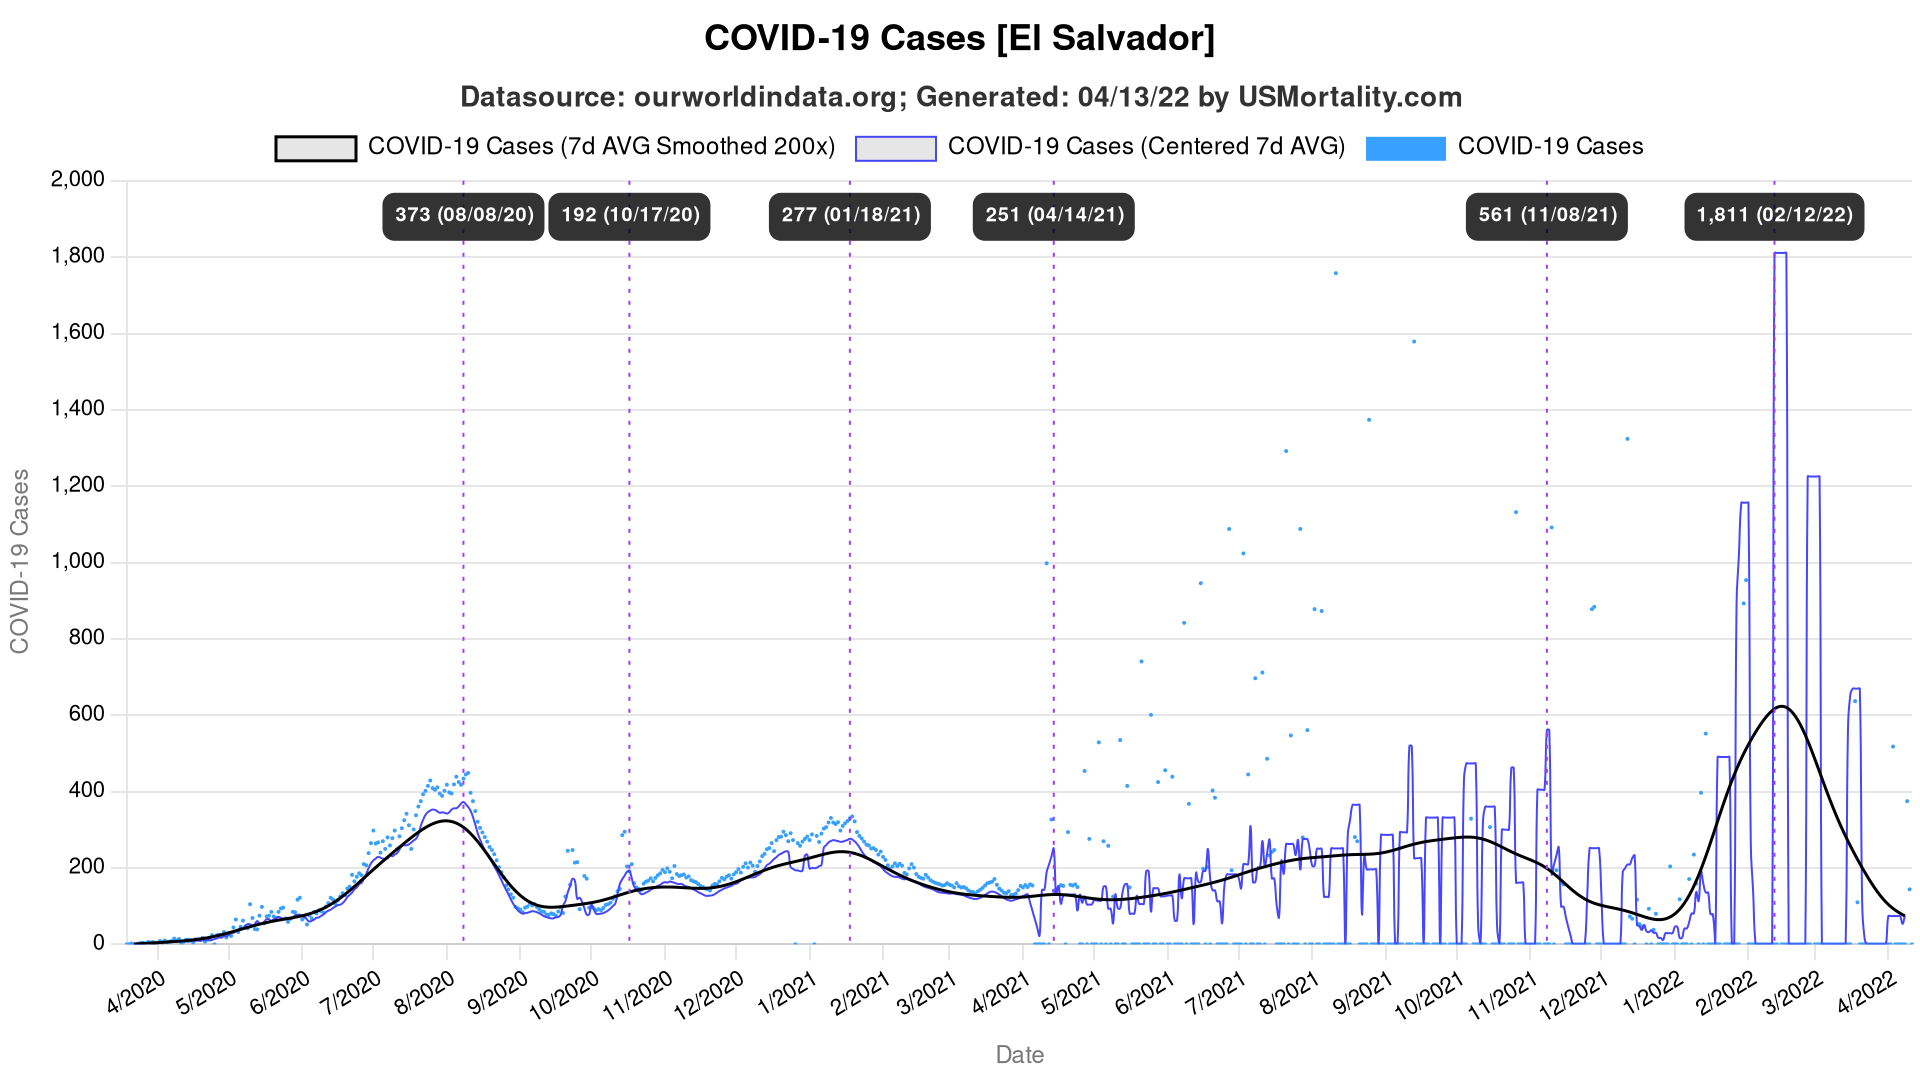 COVID-19 Cases [El Salvador]
Datasource: ourworldindata.org; Generated: 04/13/22 by USMortality.com
COVID-19 Cases (7d AVG Smoothed 200x) COVID-19 Cases (Centered 7d AVG) COVID-19 Cases
373 (08/08/20) 192 (10/17/20) 277 (01/18/21) 251 (04/14/21) 561 (11/08/21) 1,811 (02/12/22)
2,000
1,800
1,600
1,400
1,200
1,000
800
600
400
200
0
COVID-19 Cases
4/2020 5/2020 6/2020 7/2020 8/2020 9/2020 10/2020 11/2020 12/2020 1/2021 2/2021 3/2021 4/2021 5/2021 6/2021 7/2021 8/2021 9/2021 10/2021 11/2021 12/2021 1/2022 2/2022 3/2022 4/2022
Date